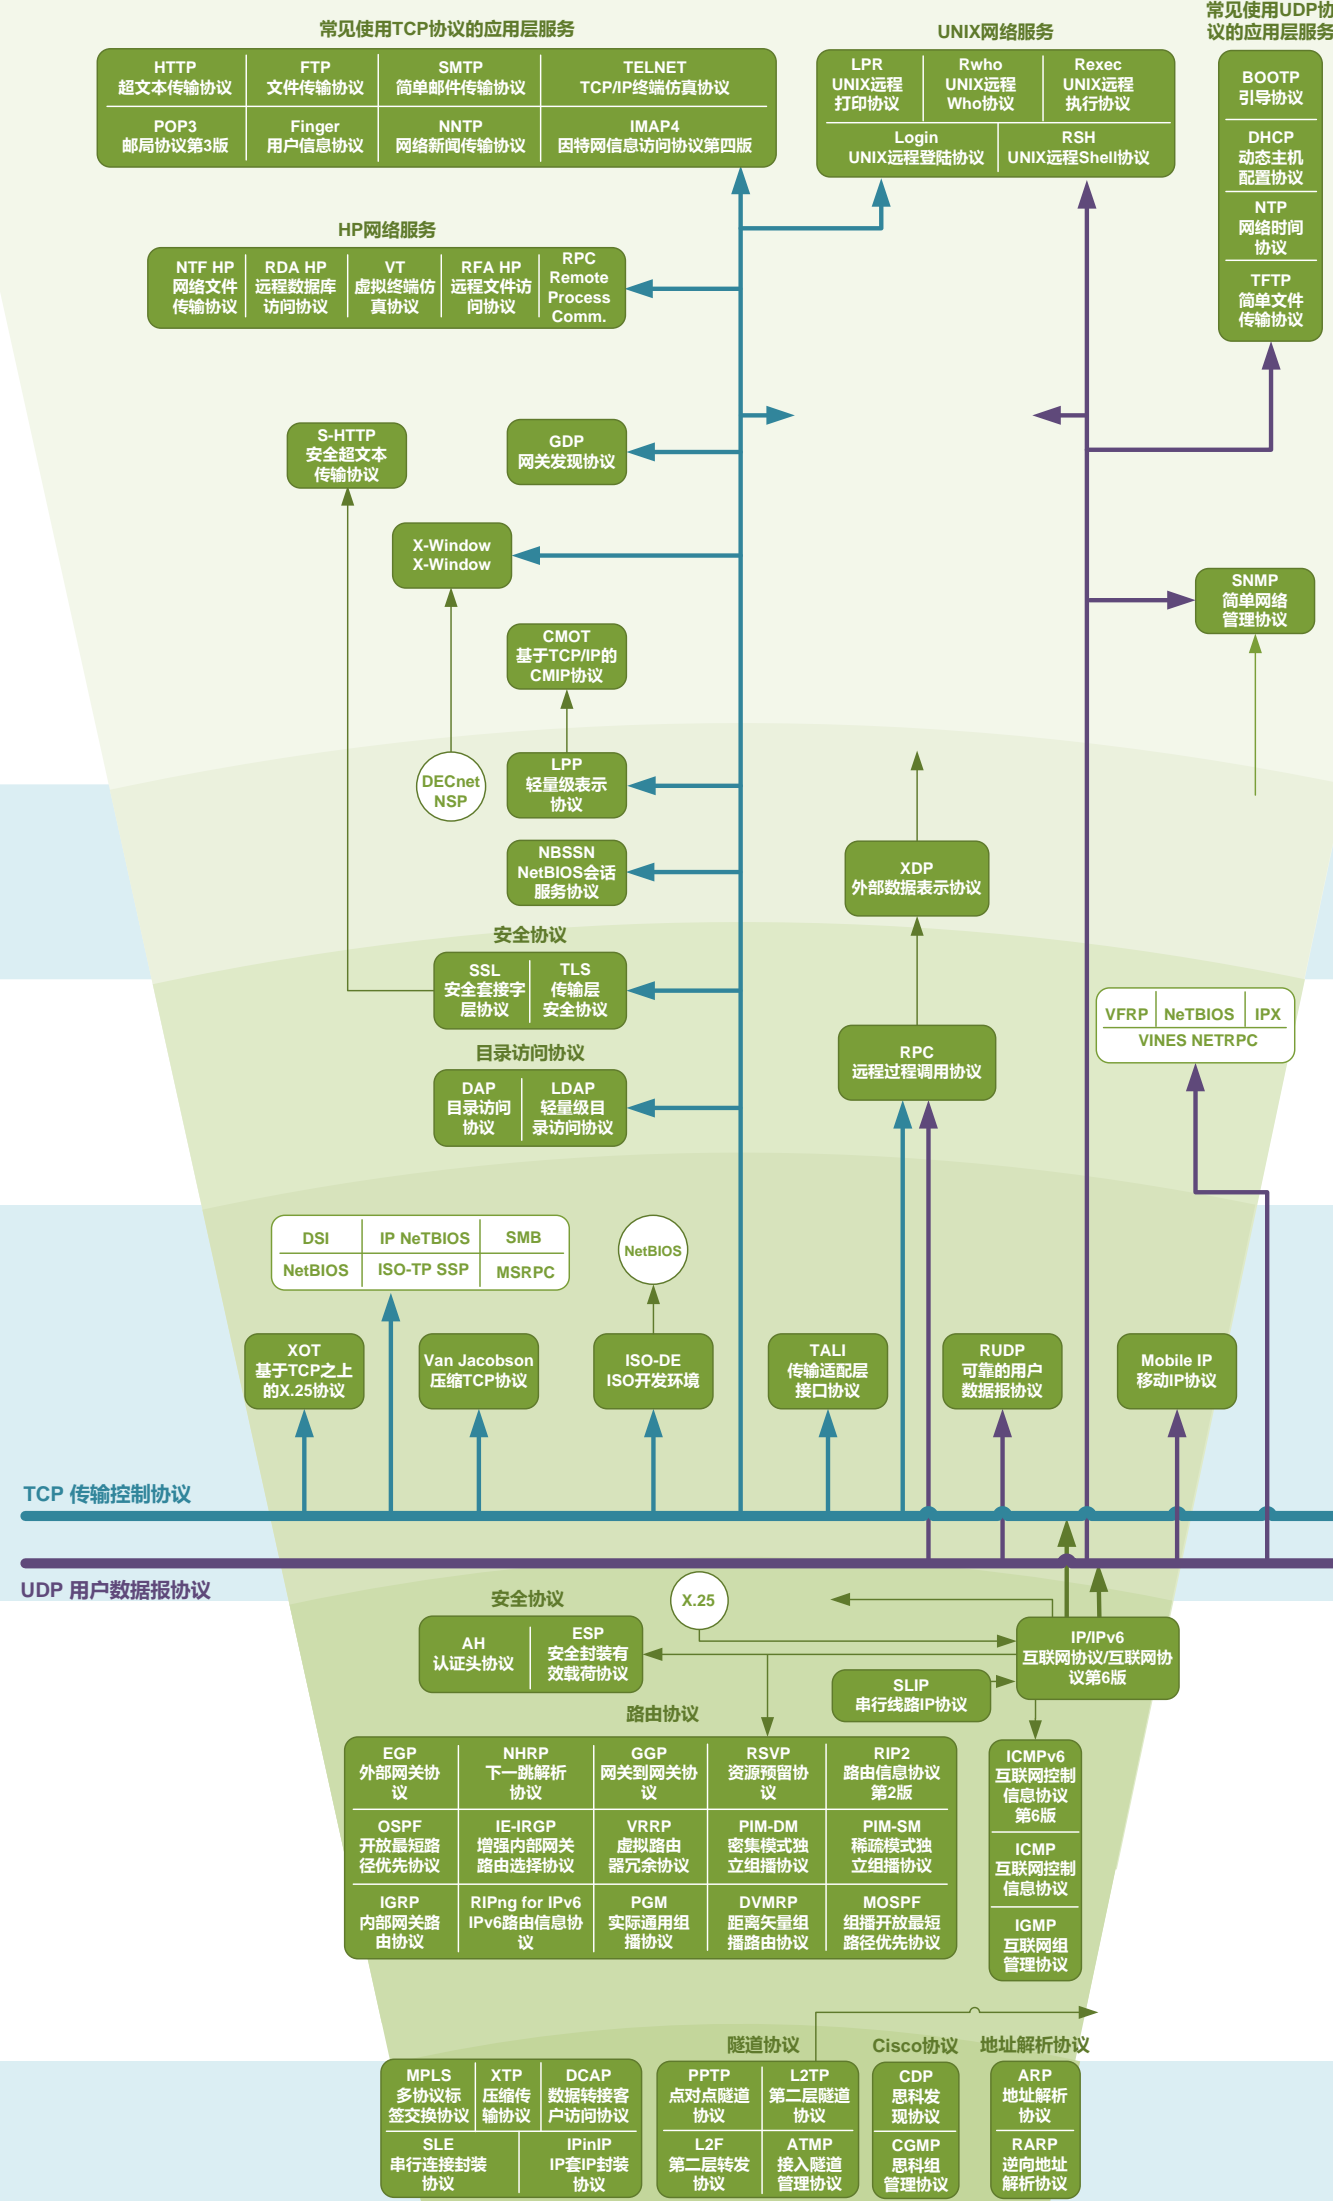 常见使用TCP协议的应用层服务
HTTP
超文本传输协议
FTP
文件传输协议
SMTP
简单邮件传输协议
TELNET
TCP/IP终端仿真协议
POP3
邮局协议第3版
Finger
用户信息协议
NNTP
网络新闻传输协议
IMAP4
因特网信息访问协议第四版
UNIX网络服务
LPR
UNIX远程
打印协议
Rwho
UNIX远程
Who协议
Rexec
UNIX远程
执行协议
Login
UNIX远程登陆协议
RSH
UNIX远程Shell协议
常见使用UDP协
议的应用层服务
BOOTP
引导协议
DHCP
动态主机
配置协议
NTP
网络时间
协议
TFTP
简单文件
传输协议
HP网络服务
NTF HP
网络文件
传输协议
RDA HP
远程数据库
访问协议
VT
虚拟终端仿
真协议
RFA HP
远程文件访
问协议
RPC
Remote
Process
Comm.
S-HTTP
安全超文本
传输协议
GDP
网关发现协议
X-Window
X-Window
SNMP
简单网络
管理协议
CMOT
基于TCP/IP的
CMIP协议
DECnet
NSP
LPP
轻量级表示
协议
NBSSN
NetBIOS会话
服务协议
XDP
外部数据表示协议
安全协议
SSL
安全套接字
层协议
TLS
传输层
安全协议
VFRP
NeTBIOS
IPX
VINES NETRPC
RPC
远程过程调用协议
目录访问协议
DAP
目录访问
协议
LDAP
轻量级目
录访问协议
DSI
IP NeTBIOS
SMB
NetBIOS
ISO-TP SSP
MSRPC
NetBIOS
XOT
基于TCP之上
的X.25协议
Van Jacobson
压缩TCP协议
ISO-DE
ISO开发环境
TALI
传输适配层
接口协议
RUDP
可靠的用户
数据报协议
Mobile IP
移动IP协议
TCP 传输控制协议
UDP 用户数据报协议
安全协议
AH
认证头协议
ESP
安全封装有
效载荷协议
X.25
IP/IPv6
互联网协议/互联网协
议第6版
SLIP
串行线路IP协议
路由协议
EGP
外部网关协
议
NHRP
下一跳解析
协议
GGP
网关到网关协
议
RSVP
资源预留协
议
RIP2
路由信息协议
第2版
OSPF
开放最短路
径优先协议
IE-IRGP
增强内部网关
路由选择协议
VRRP
虚拟路由
器冗余协议
PIM-DM
密集模式独
立组播协议
PIM-SM
稀疏模式独
立组播协议
IGRP
内部网关路
由协议
RIPng for IPv6
IPv6路由信息协
议
PGM
实际通用组
播协议
DVMRP
距离矢量组
播路由协议
MOSPF
组播开放最短
路径优先协议
ICMPv6
互联网控制
信息协议
第6版
ICMP
互联网控制
信息协议
IGMP
互联网组
管理协议
MPLS
多协议标
签交换协议
XTP
压缩传
输协议
DCAP
数据转接客
户访问协议
SLE
串行连接封装
协议
IPinIP
IP套IP封装
协议
隧道协议
PPTP
点对点隧道
协议
L2TP
第二层隧道
协议
L2F
第二层转发
协议
ATMP
接入隧道
管理协议
Cisco协议
CDP
思科发
现协议
CGMP
思科组
管理协议
地址解析协议
ARP
地址解析
协议
RARP
逆向地址
解析协议